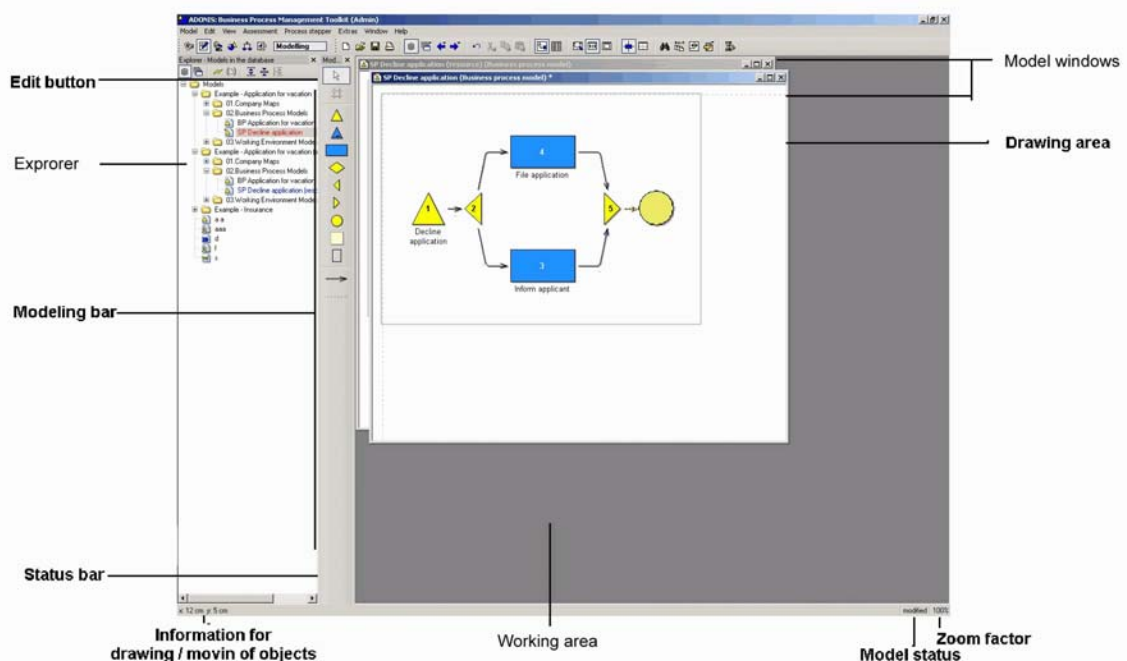 ADONIS: Business Process Management Toolkit (Admin)
Model Edit View Assessment Process stepper Extras Window Help
Modelling
Explorer - Models in the database
Mod...
Models
Example - Application for vacation
01.Company Maps
02.Business Process Models
BP Application for vacation
SP Decline application
03.Working Environment Mode
Example - Application for vacation
01.Company Maps
02.Business Process Models
BP Application for vacation
SP Decline application (res
03.Working Environment Mode
Example - Insurance
a a
aaa
d
f
s
SP Decline application (resource) (Business process model)
SP Decline application (Business process model) *
1
Decline
application
2
4
File application
3
Inform applicant
5
x: 12 cm y: 5 cm
modified 100%
Edit button
Exprorer
Modeling bar
Status bar
Information for
drawing / movin of objects
Working area
Model windows
Drawing area
Zoom factor
Model status